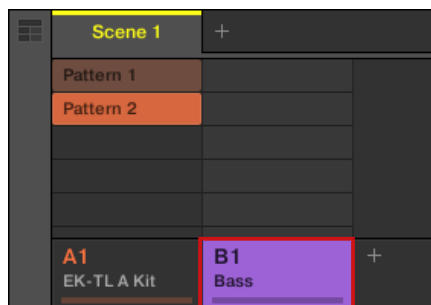 Scene 1 +
Pattern 1
Pattern 2
A1 B1 +
EK-TL A Kit Bass